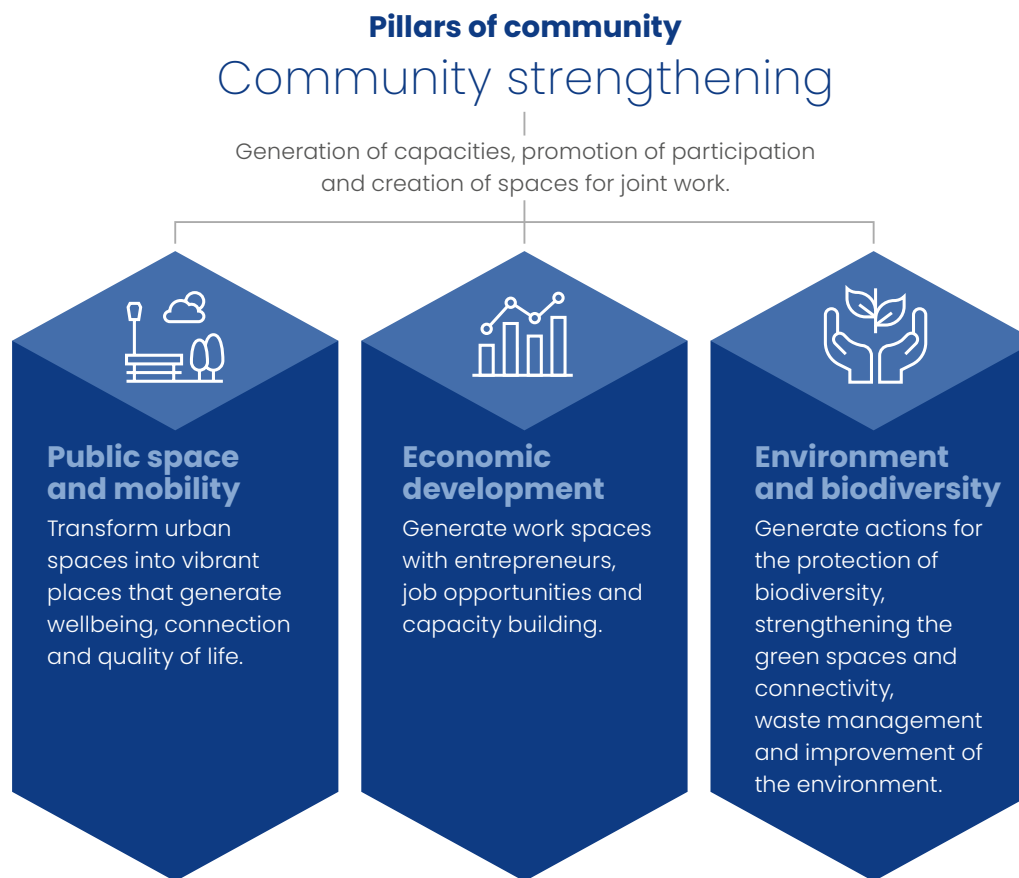 Pillars of community
Community strengthening
Generation of capacities, promotion of participation
and creation of spaces for joint work.
Public space
and mobility
Transform urban
spaces into vibrant
places that generate
wellbeing, connection
and quality of life.
Economic
development
Generate work spaces
with entrepreneurs,
job opportunities and
capacity building.
Environment
and biodiversity
Generate actions for
the protection of
biodiversity,
strengthening the
green spaces and
connectivity,
waste management
and improvement of
the environment.